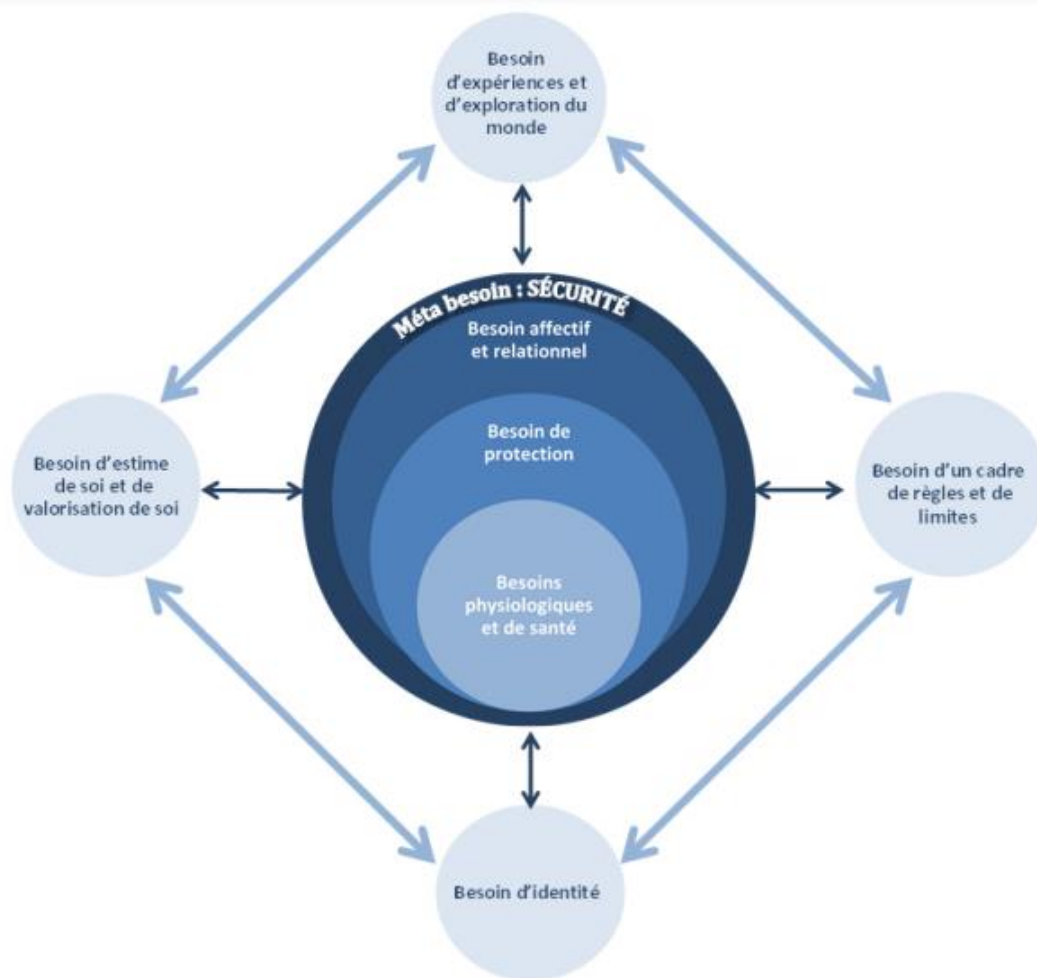 Besoin
d'expériences et
d'exploration du
monde
Méta besoin : SÉCURITÉ
Besoin affectif
et relationnel
Besoin de
protection
Besoin d'estime
de soi et de
valorisation de soi
Besoin d'un cadre
de règles et de
limites
Besoins
physiologiques
et de santé
Besoin d'identité